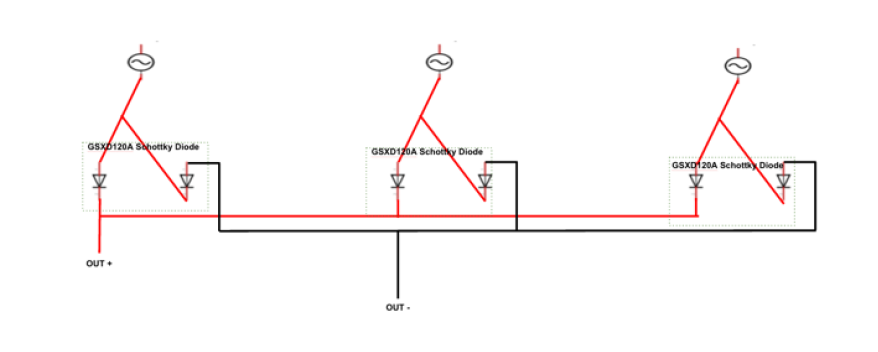 GSXD120A Schottky Diode
GSXD120A Schottky Diode
GSXD120A Schottky Diode
OUT +
OUT -